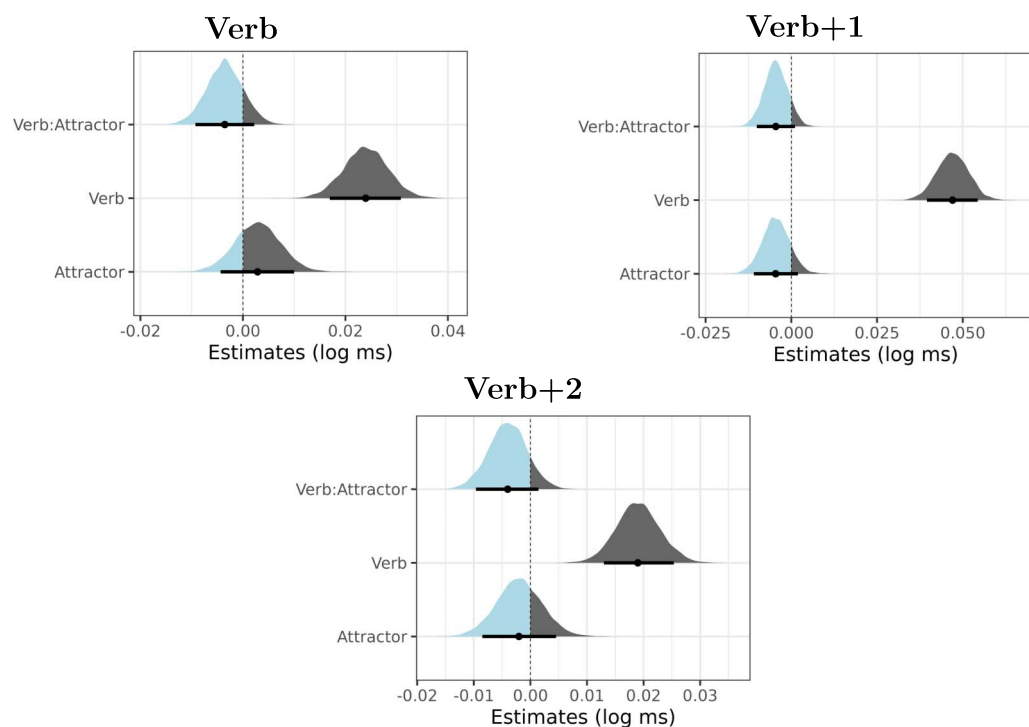 Verb
Verb:Attractor
Verb
Attractor
-0.02 0.00 0.02 0.04
Estimates (log ms)
Verb+1
Verb:Attractor
Verb
Attractor
-0.025 0.000 0.025 0.050
Estimates (log ms)
Verb+2
Verb:Attractor
Verb
Attractor
-0.02 -0.01 0.00 0.01 0.02 0.03
Estimates (log ms)